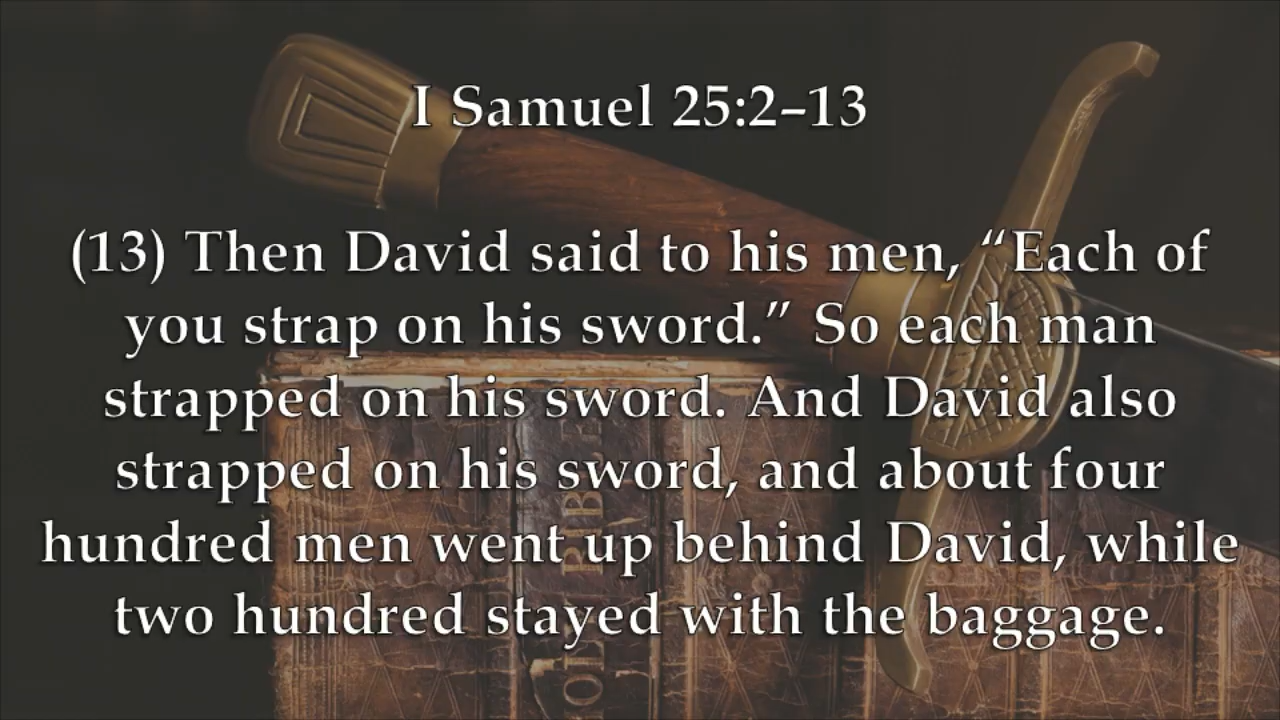 I Samuel 25:2–13
(13) Then David said to his men, “Each of
you strap on his sword.” So each man
strapped on his sword. And David also
strapped on his sword, and about four
hundred men went up behind David, while
two hundred stayed with the baggage.
HOLY BIBLE